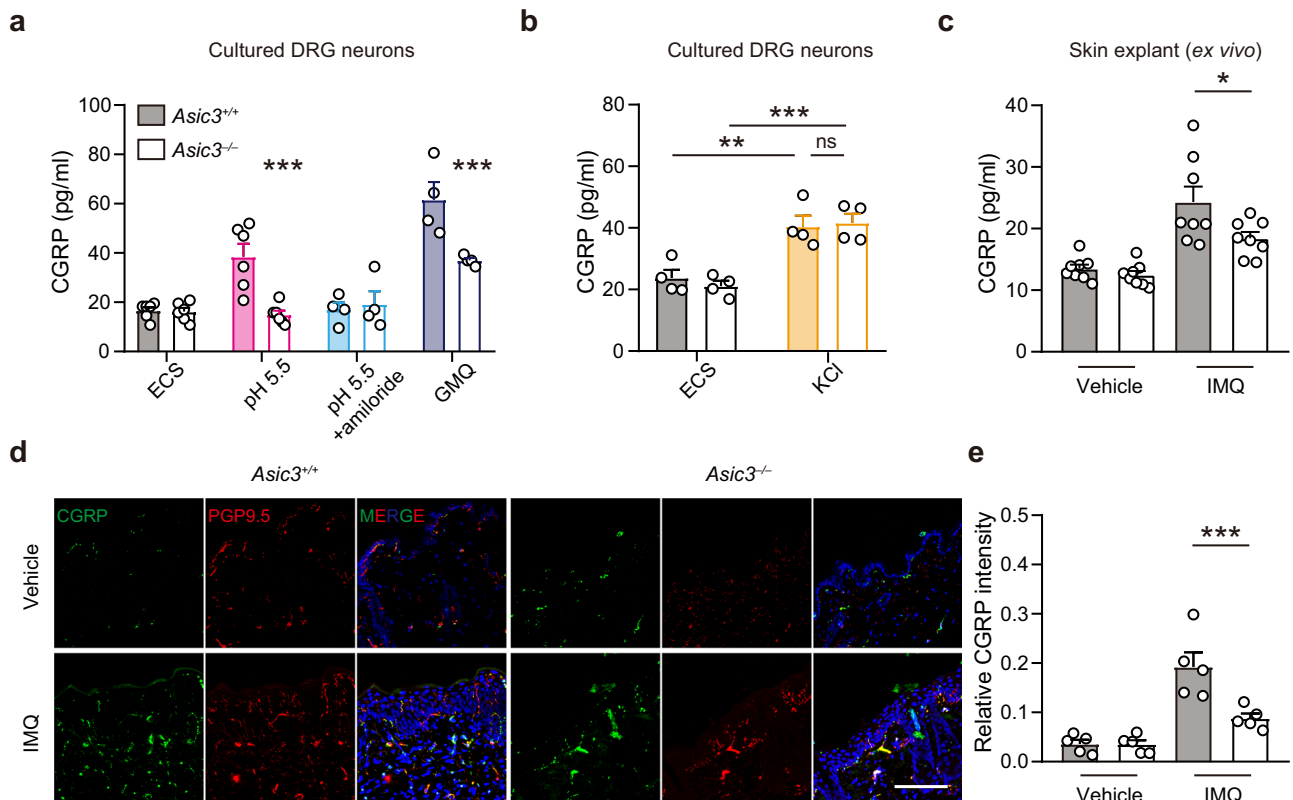 a
Cultured DRG neurons
CGRP (pg/ml)
100
80
60
40
20
0
Asic3+/+
Asic3–/–
***
***
ECS
pH 5.5
pH 5.5
+amiloride
GMQ
b
Cultured DRG neurons
CGRP (pg/ml)
80
60
40
20
0
***
**
ns
ECS
KCl
c
Skin explant (ex vivo)
CGRP (pg/ml)
40
30
20
10
0
*
Vehicle
IMQ
d
Asic3+/+
Asic3–/–
CGRP
PGP9.5
MERGE
Vehicle
IMQ
e
Relative CGRP intensity
0.5
0.4
0.3
0.2
0.1
0.0
***
Vehicle
IMQ